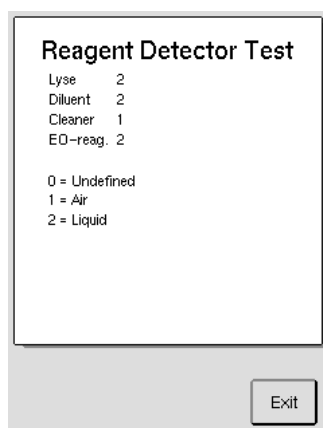 Reagent Detector Test
Lyse 2
Diluent 2
Cleaner 1
EO-reag. 2
0 = Undefined
1 = Air
2 = Liquid
Exit